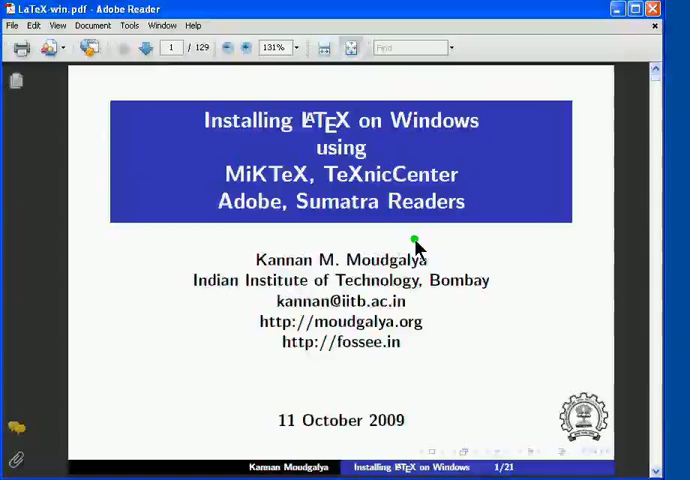 LaTeX-win.pdf - Adobe Reader
File Edit View Document Tools Window Help
1 / 129 131% Find
Installing LATEX on Windows
using
MiKTeX, TeXnicCenter
Adobe, Sumatra Readers
Kannan M. Moudgalya
Indian Institute of Technology, Bombay
kannan@iitb.ac.in
http://moudgalya.org
http://fossee.in
11 October 2009
Kannan Moudgalya Installing LATEX on Windows 1/21